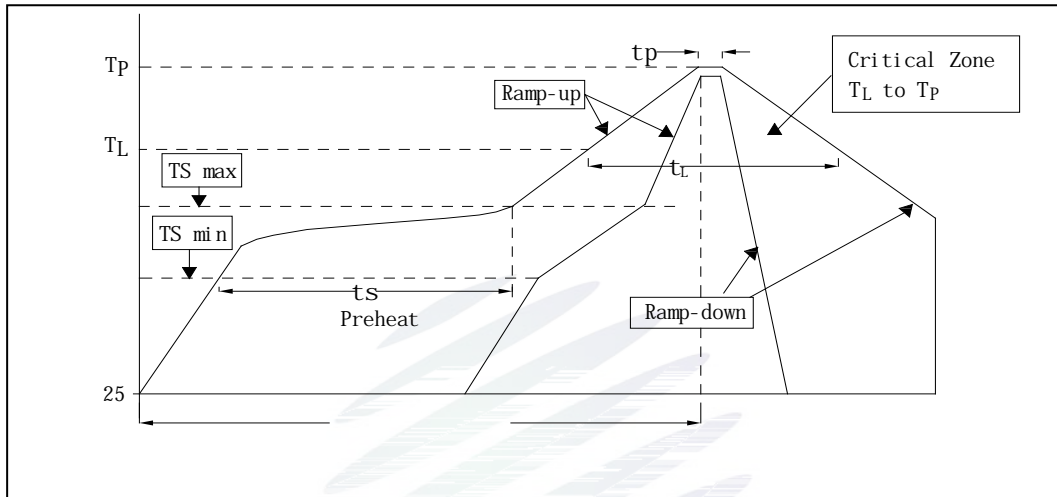 tp
Critical Zone
TL to TP
TP
Ramp-up
TL
tL
TS max
TS min
ts
Preheat
Ramp-down
25